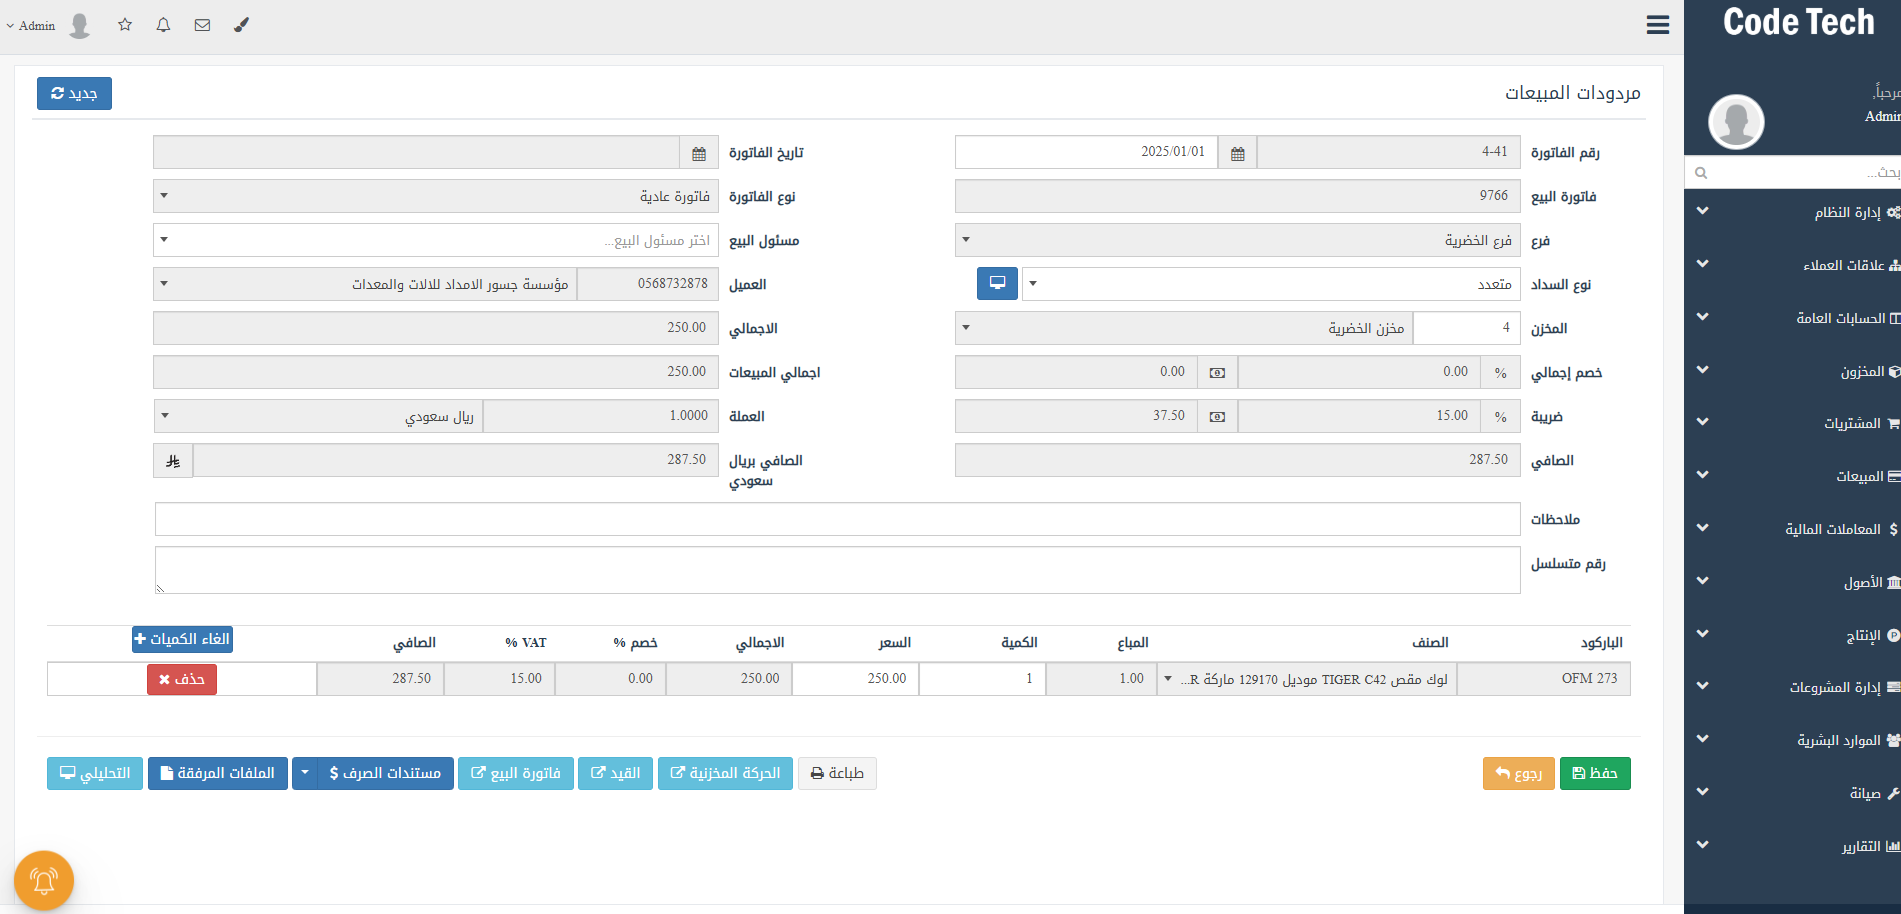 Code Tech
Admin
مرحباً,
Admin
بحث...
إدارة النظام
علاقات العملاء
الحسابات العامة
المخزون
المشتريات
المبيعات
المعاملات المالية
الأصول
الإنتاج
إدارة المشروعات
الموارد البشرية
صيانة
التقارير
مردودات المبيعات
جديد
رقم الفاتورة 4-41 2025/01/01 تاريخ الفاتورة
فاتورة البيع 9766 نوع الفاتورة فاتورة عادية
فرع فرع الخضرية مسئول البيع اختر مسئول البيع...
نوع السداد متعدد العميل 0568732878 مؤسسة جسور الامداد للالات والمعدات
المخزن 4 مخزن الخضرية الاجمالي 250.00
خصم إجمالي % 0.00 0.00 اجمالي المبيعات 250.00
ضريبة % 15.00 37.50 العملة 1.0000 ريال سعودي
الصافي 287.50 الصافي بريال سعودي 287.50
ملاحظات
رقم متسلسل
الباركود الصنف المباع الكمية السعر الاجمالي خصم % VAT % الصافي الغاء الكميات
OFM 273 لوك مقص TIGER C42 موديل 129170 ماركة R... 1.00 1 250.00 250.00 0.00 15.00 287.50 حذف
حفظ رجوع طباعة الحركة المخزنية القيد فاتورة البيع مستندات الصرف $ الملفات المرفقة التحليلي